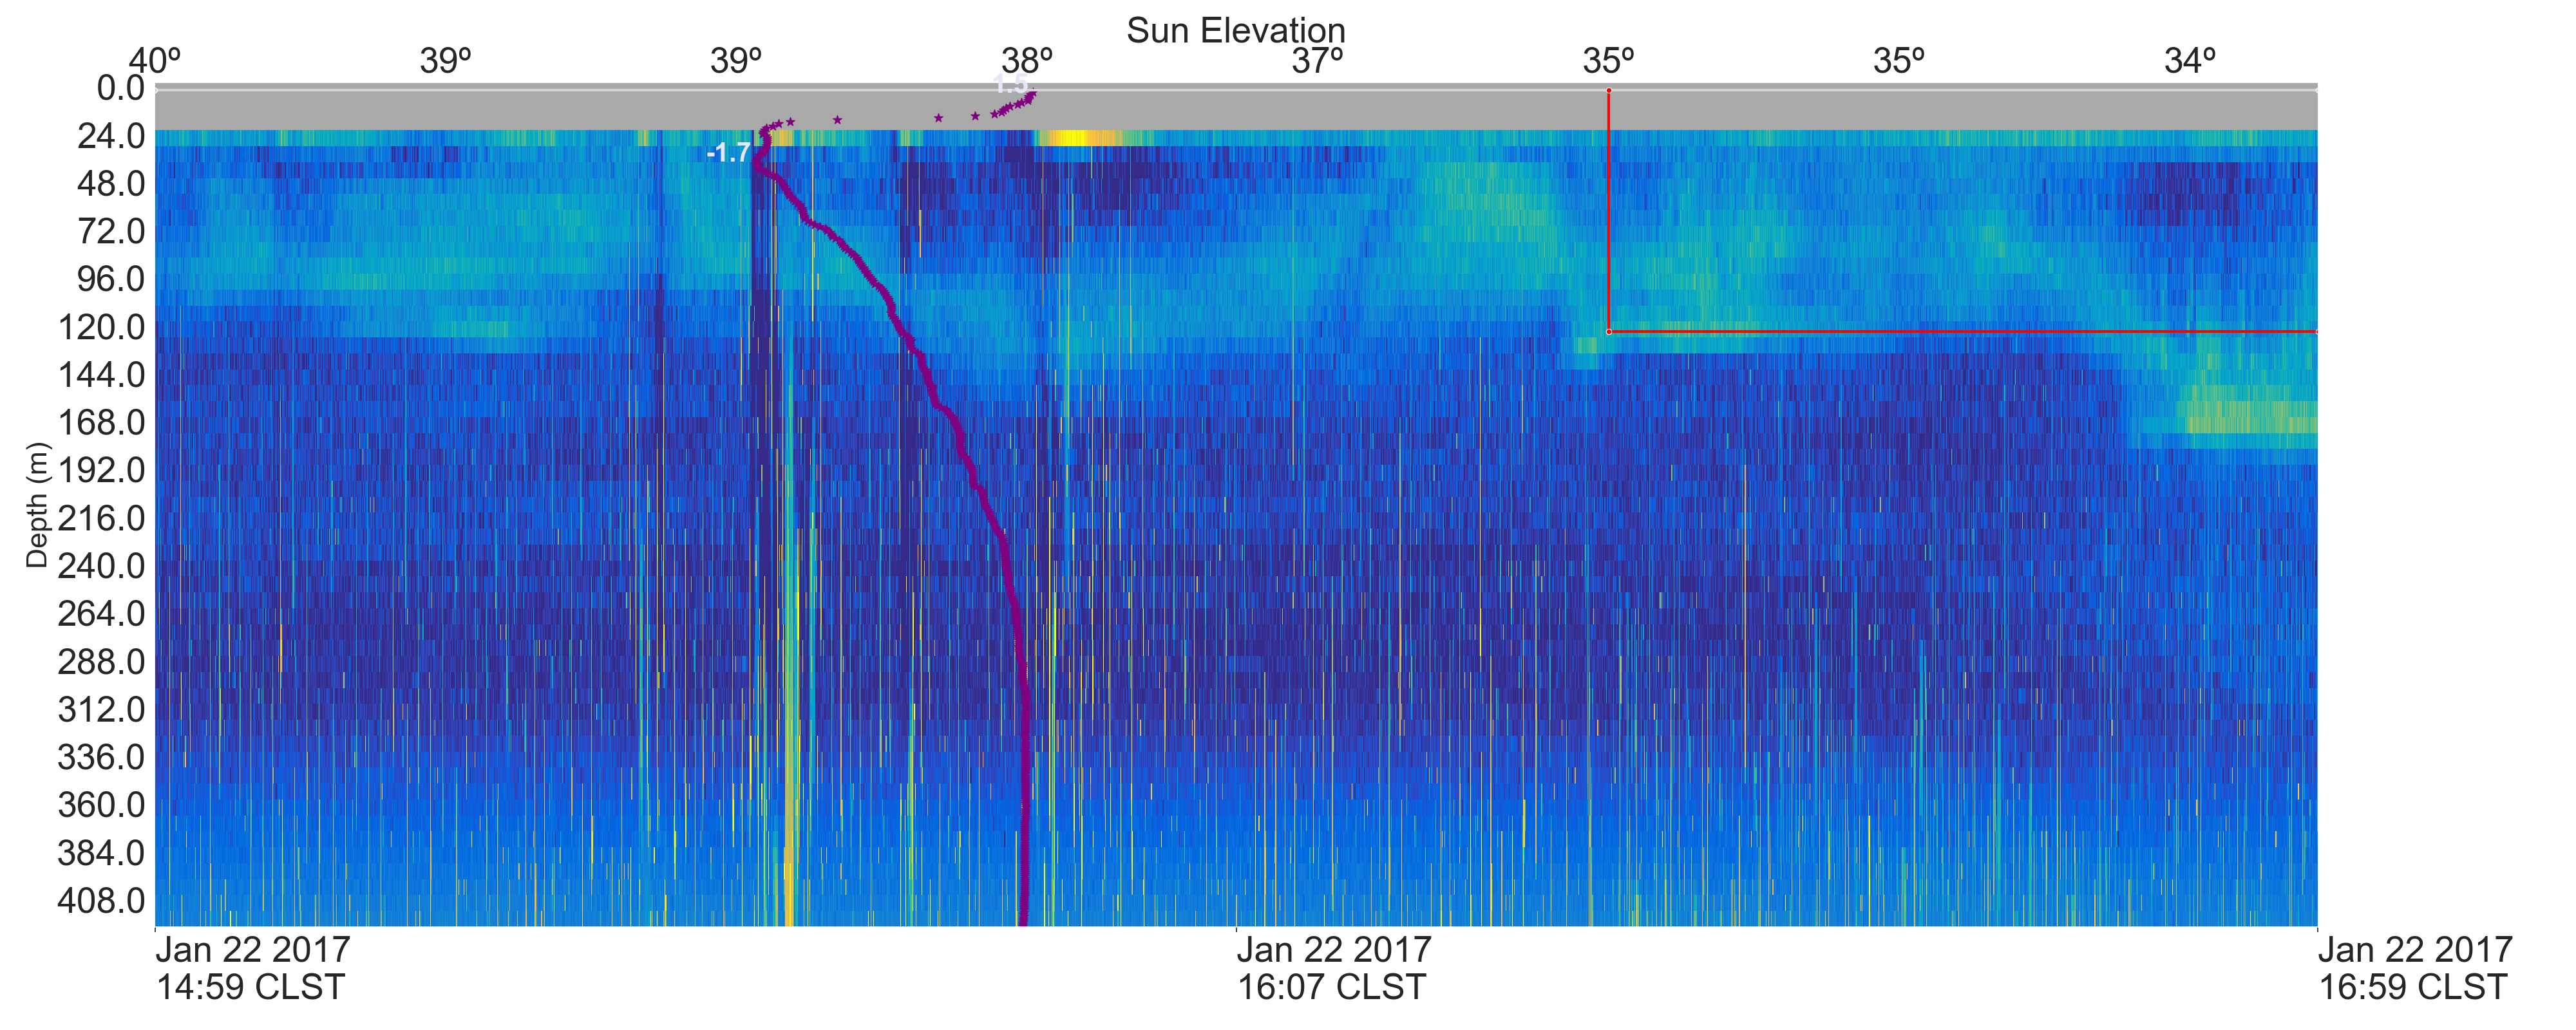 Sun Elevation
40º 39º 39º 38º 37º 35º 35º 34º
0.0
1.5
24.0
-1.7
48.0
72.0
96.0
120.0
144.0
168.0
192.0
216.0
240.0
264.0
288.0
312.0
336.0
360.0
384.0
408.0
Depth (m)
Jan 22 2017
14:59 CLST
Jan 22 2017
16:07 CLST
Jan 22 2017
16:59 CLST